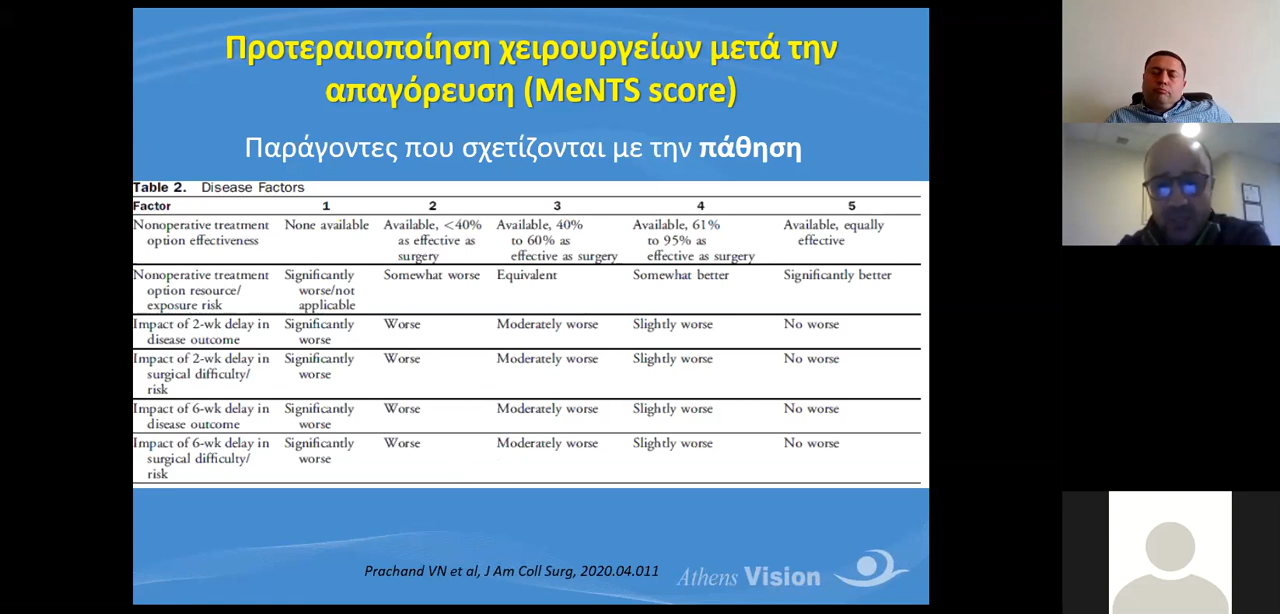 Προτεραιοποίηση χειρουργείων μετά την
απαγόρευση (MeNTS score)
Παράγοντες που σχετίζονται με την πάθηση
Table 2. Disease Factors
Factor 1 2 3 4 5
Nonoperative treatment None available Available, <40% Available, 40% Available, 61% Available, equally
option effectiveness as effective as to 60% as to 95% as effective
surgery effective as surgery effective as surgery
Nonoperative treatment Significantly Somewhat worse Equivalent Somewhat better Significantly better
option resource/ worse/not
exposure risk applicable
Impact of 2-wk delay in Significantly Worse Moderately worse Slightly worse No worse
disease outcome worse
Impact of 2-wk delay in Significantly Worse Moderately worse Slightly worse No worse
surgical difficulty/ worse
risk
Impact of 6-wk delay in Significantly Worse Moderately worse Slightly worse No worse
disease outcome worse
Impact of 6-wk delay in Significantly Worse Moderately worse Slightly worse No worse
surgical difficulty/ worse
risk
Prachand VN et al, J Am Coll Surg, 2020.04.011
Athens Vision